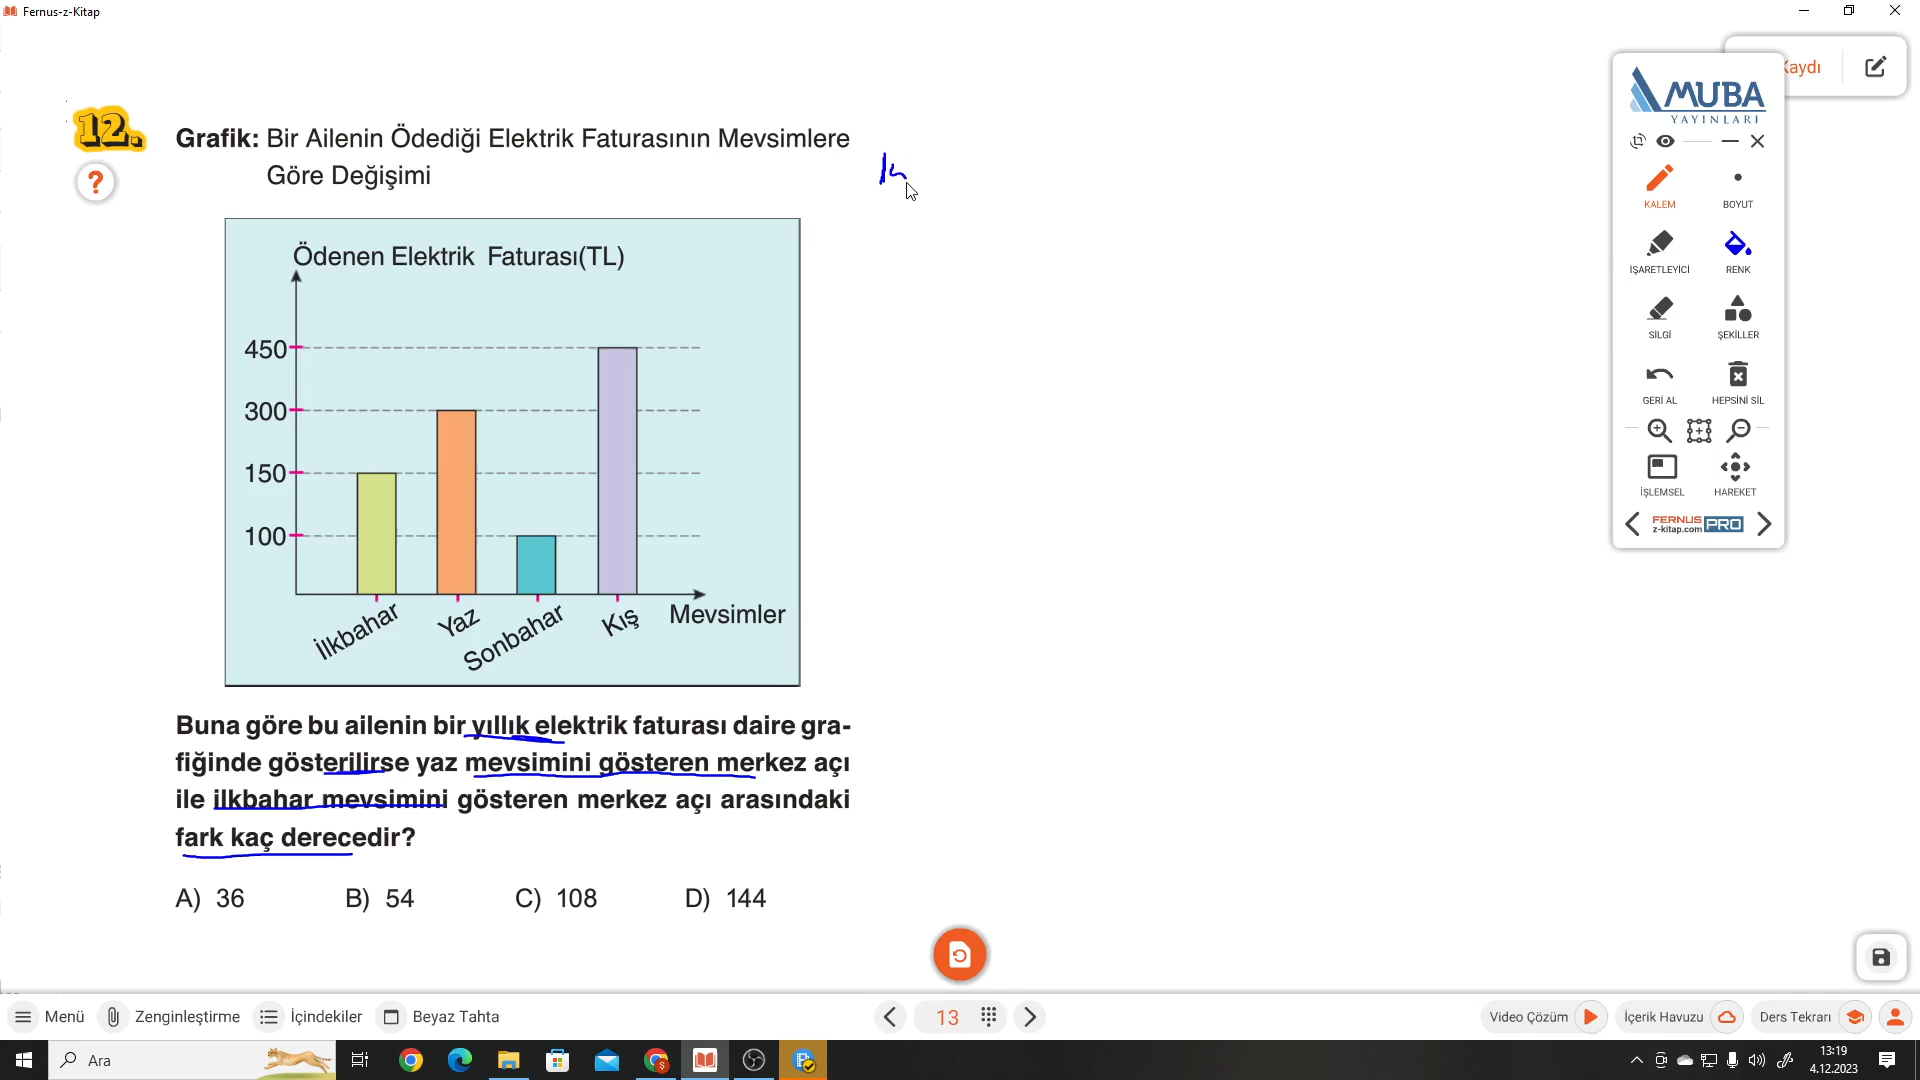 Fernus-z-Kitap
Kaydı
MUBA
YAYINLARI
12.
Grafik: Bir Ailenin Ödediği Elektrik Faturasının Mevsimlere
Göre Değişimi
?
Ödenen Elektrik Faturası(TL)
450
300
150
100
İlkbahar
Yaz
Sonbahar
Kış
Mevsimler
Buna göre bu ailenin bir yıllık elektrik faturası daire gra-
fiğinde gösterilirse yaz mevsimini gösteren merkez açı
ile ilkbahar mevsimini gösteren merkez açı arasındaki
fark kaç derecedir?
A) 36 B) 54 C) 108 D) 144
KALEM BOYUT
İŞARETLEYİCİ RENK
SİLGİ ŞEKİLLER
GERİ AL HEPSİNİ SİL
İŞLEMSEL HAREKET
FERNUS PRO
z-kitap.com
Menü Zenginleştirme İçindekiler Beyaz Tahta 13 Video Çözüm İçerik Havuzu Ders Tekrarı
Ara
13:19
4.12.2023